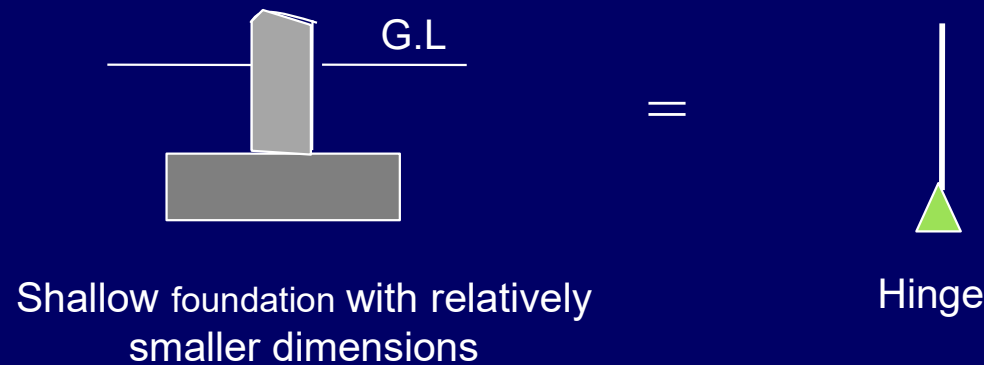 G.L
=
Shallow foundation with relatively
smaller dimensions
Hinge